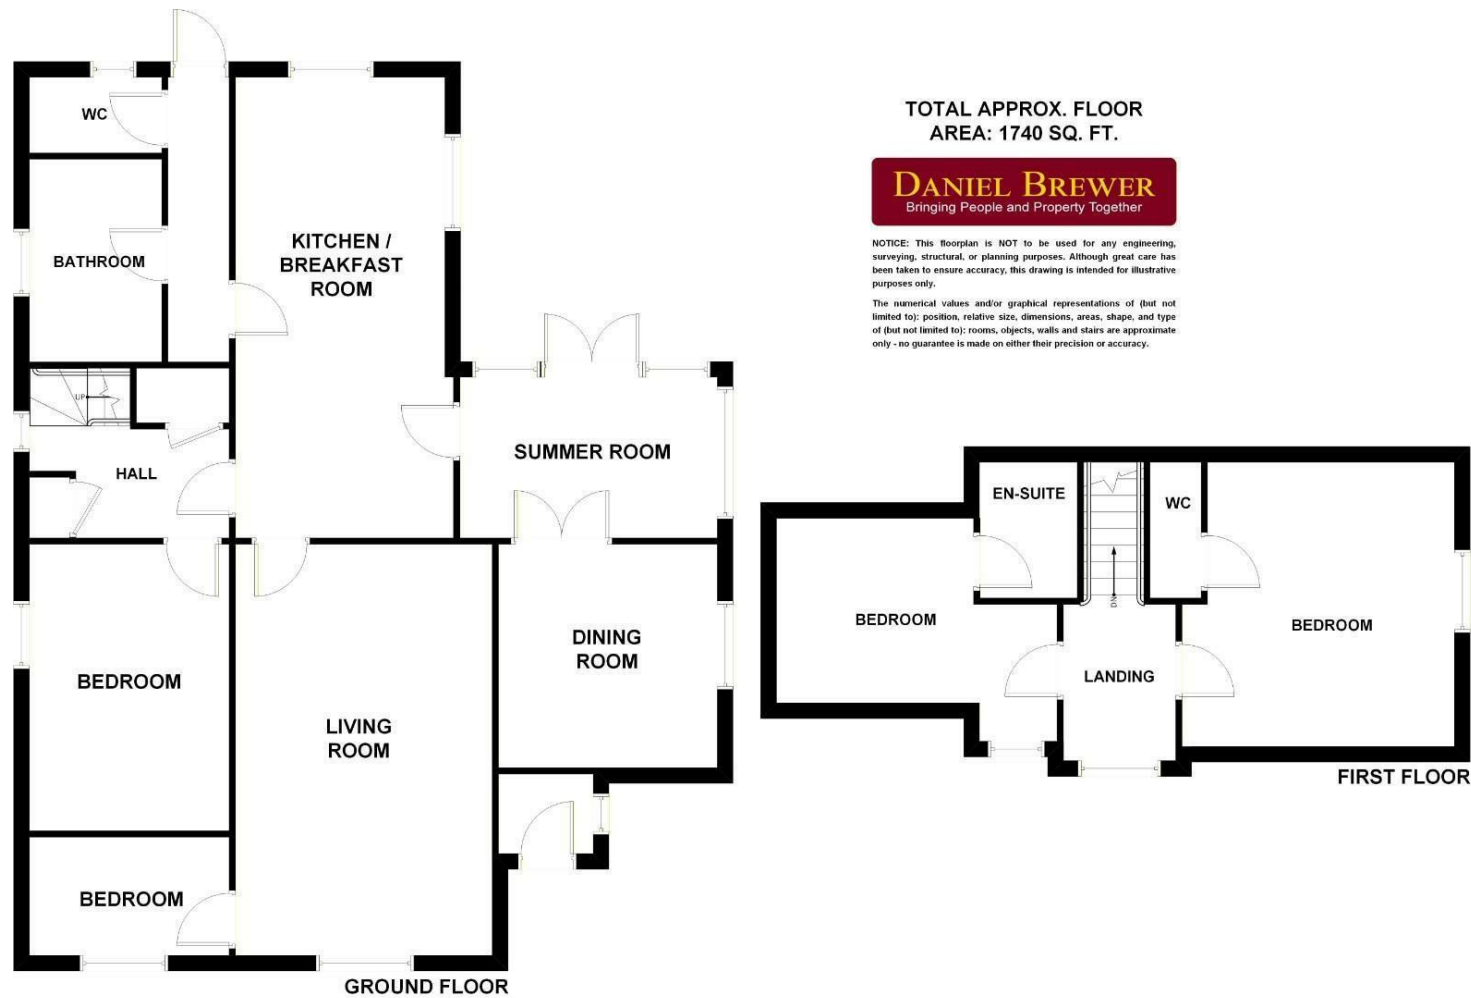 TOTAL APPROX. FLOOR
AREA: 1740 SQ. FT.
DANIEL BREWER
Bringing People and Property Together
NOTICE: This floorplan is NOT to be used for any engineering,
surveying, structural, or planning purposes. Although great care has
been taken to ensure accuracy, this drawing is intended for illustrative
purposes only.
The numerical values and/or graphical representations of (but not
limited to): position, relative size, dimensions, areas, shape, and type
of (but not limited to): rooms, objects, walls and stairs are approximate
only - no guarantee is made on either their precision or accuracy.
WC
BATHROOM
KITCHEN /
BREAKFAST
ROOM
UP
HALL
SUMMER ROOM
BEDROOM
LIVING
ROOM
DINING
ROOM
BEDROOM
GROUND FLOOR
EN-SUITE
WC
DN
BEDROOM
BEDROOM
LANDING
FIRST FLOOR